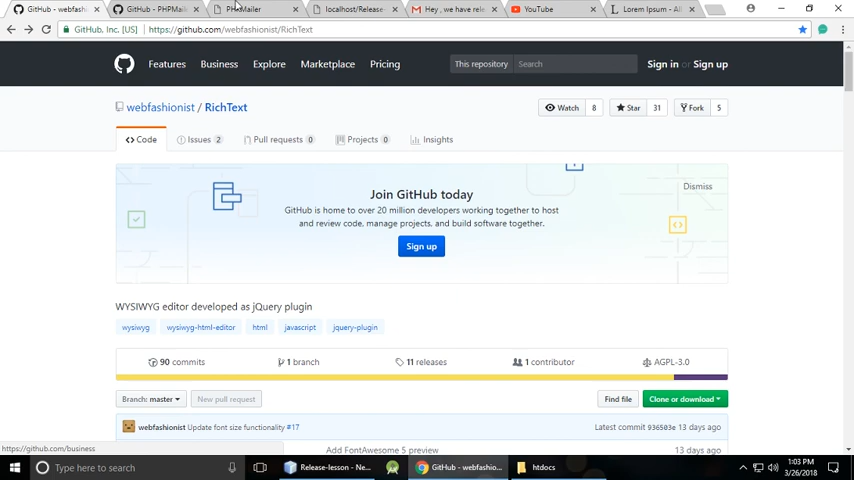 GitHub - webfashi
GitHub - PHPMail
PHPMailer
localhost/Release-
Hey , we have rele
YouTube
Lorem Ipsum - All
GitHub, Inc. [US]
https://github.com/webfashionist/RichText
Features
Business
Explore
Marketplace
Pricing
This repository
Search
Sign in or Sign up
webfashionist / RichText
Watch 8
Star 31
Fork 5
Code
Issues 2
Pull requests 0
Projects 0
Insights
Dismiss
Join GitHub today
GitHub is home to over 20 million developers working together to host
and review code, manage projects, and build software together.
Sign up
WYSIWYG editor developed as jQuery plugin
wysiwyg
wysiwyg-html-editor
html
javascript
jquery-plugin
90 commits
1 branch
11 releases
1 contributor
AGPL-3.0
Branch: master
New pull request
Find file
Clone or download
webfashionist Update font size functionality #17
Latest commit 936503e 13 days ago
https://github.com/business
Add FontAwesome 5 preview
13 days ago
Type here to search
Release-lesson - Ne...
GitHub - webfashio...
htdocs
1:03 PM
3/26/2018